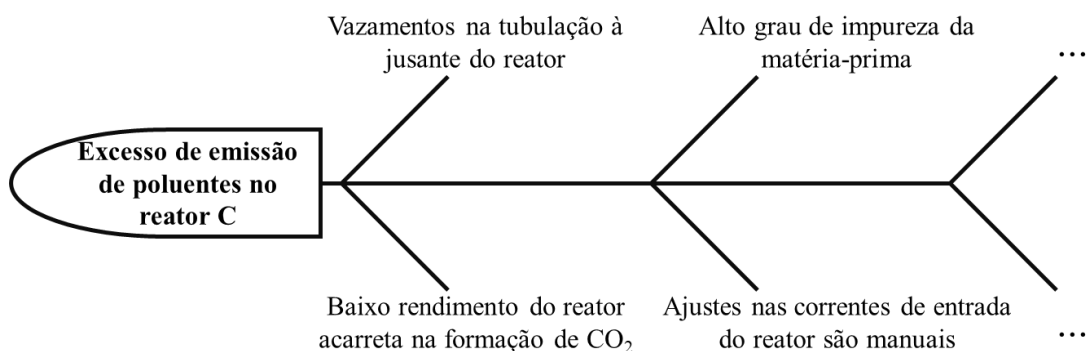 Vazamentos na tubulação à
jusante do reator
Alto grau de impureza da
matéria-prima
...
Excesso de emissão
de poluentes no
reator C
Baixo rendimento do reator
acarreta na formação de CO₂
Ajustes nas correntes de entrada
do reator são manuais
...